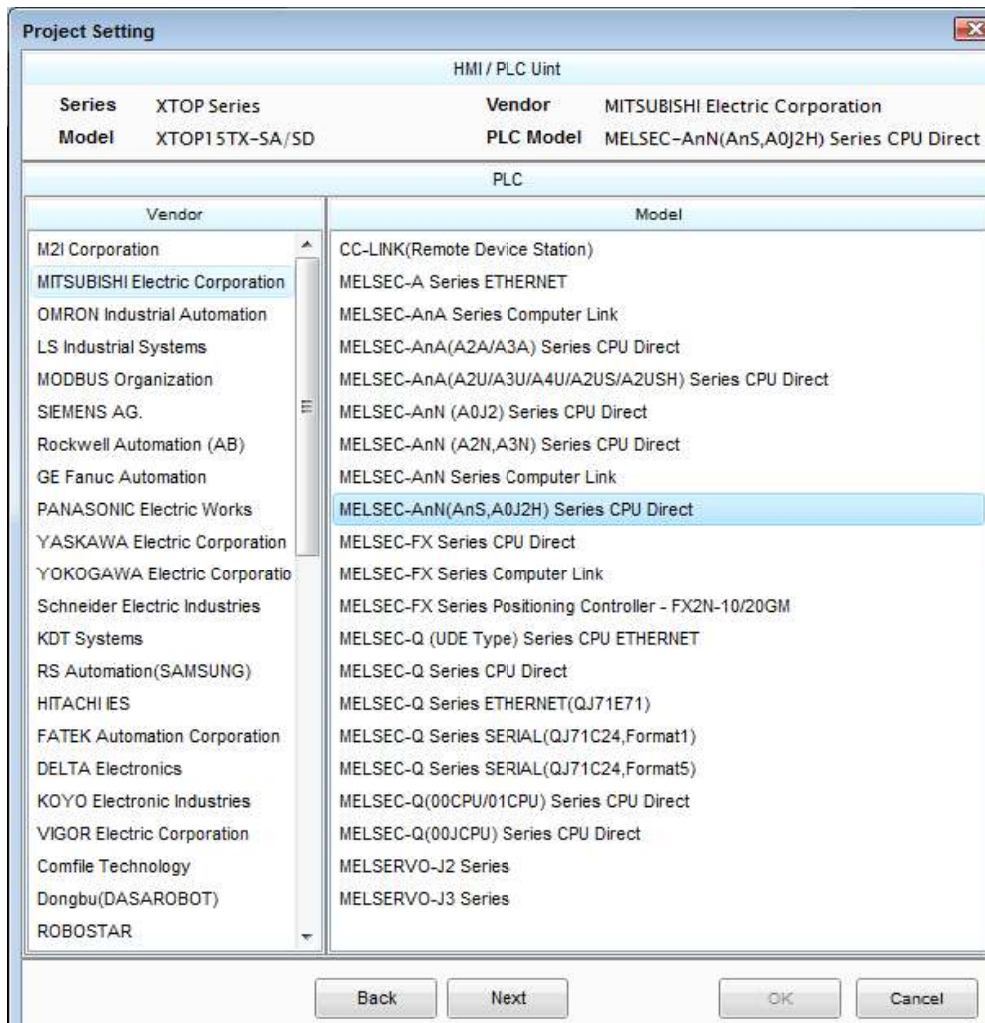 Project Setting
HMI / PLC Uint
Series XTOP Series Vendor MITSUBISHI Electric Corporation
Model XTOP15TX-SA/SD PLC Model MELSEC-AnN(AnS,A0J2H) Series CPU Direct
PLC
Vendor
M2I Corporation
MITSUBISHI Electric Corporation
OMRON Industrial Automation
LS Industrial Systems
MODBUS Organization
SIEMENS AG.
Rockwell Automation (AB)
GE Fanuc Automation
PANASONIC Electric Works
YASKAWA Electric Corporation
YOKOGAWA Electric Corporatio
Schneider Electric Industries
KDT Systems
RS Automation(SAMSUNG)
HITACHI IES
FATEK Automation Corporation
DELTA Electronics
KOYO Electronic Industries
VIGOR Electric Corporation
Comfile Technology
Dongbu(DASAROBOT)
ROBOSTAR
Model
CC-LINK(Remote Device Station)
MELSEC-A Series ETHERNET
MELSEC-AnA Series Computer Link
MELSEC-AnA(A2A/A3A) Series CPU Direct
MELSEC-AnA(A2U/A3U/A4U/A2US/A2USH) Series CPU Direct
MELSEC-AnN (A0J2) Series CPU Direct
MELSEC-AnN (A2N,A3N) Series CPU Direct
MELSEC-AnN Series Computer Link
MELSEC-AnN(AnS,A0J2H) Series CPU Direct
MELSEC-FX Series CPU Direct
MELSEC-FX Series Computer Link
MELSEC-FX Series Positioning Controller - FX2N-10/20GM
MELSEC-Q (UDE Type) Series CPU ETHERNET
MELSEC-Q Series CPU Direct
MELSEC-Q Series ETHERNET(QJ71E71)
MELSEC-Q Series SERIAL(QJ71C24,Format1)
MELSEC-Q Series SERIAL(QJ71C24,Format5)
MELSEC-Q(00CPU/01CPU) Series CPU Direct
MELSEC-Q(00JCPU) Series CPU Direct
MELSERVO-J2 Series
MELSERVO-J3 Series
Back Next OK Cancel